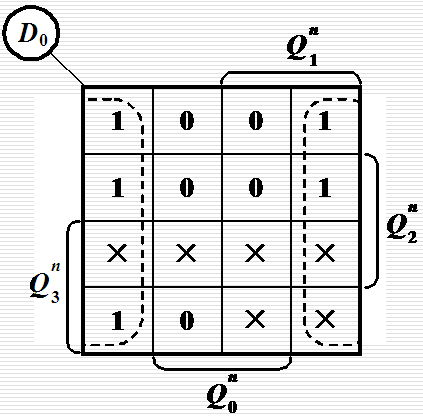 D₀
Q₁ⁿ
1 0 0 1
1 0 0 1
Q₂ⁿ
× × × ×
Q₃ⁿ
1 0 × ×
Q₀ⁿ